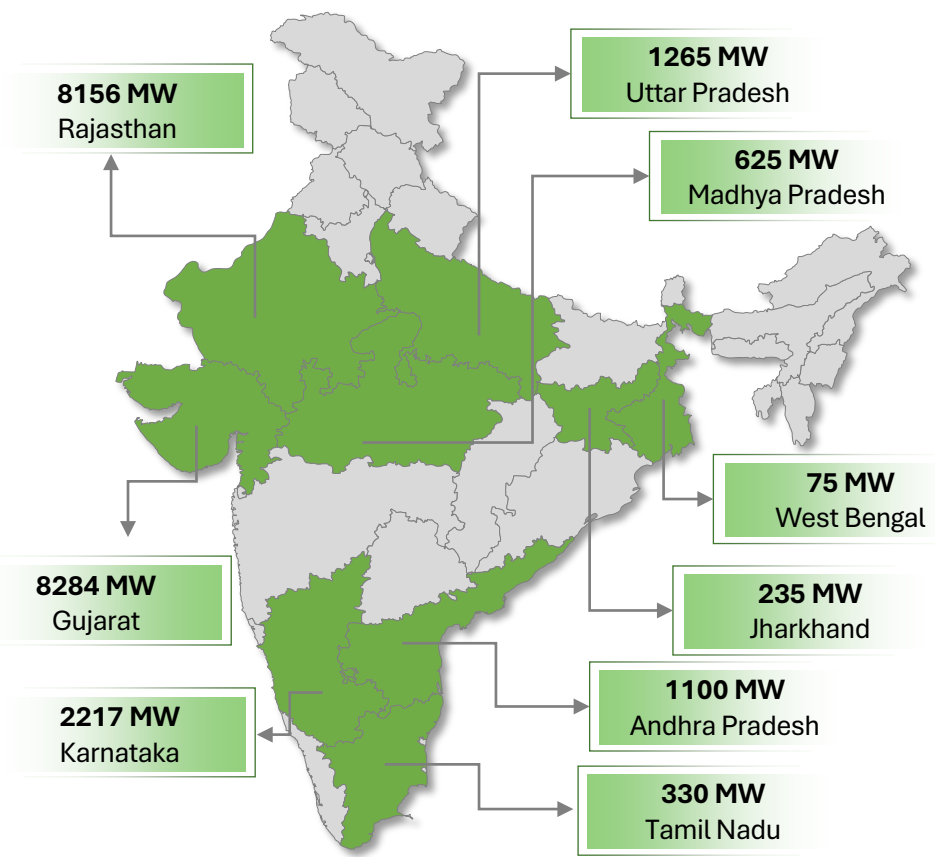 8156 MW
Rajasthan
1265 MW
Uttar Pradesh
625 MW
Madhya Pradesh
75 MW
West Bengal
8284 MW
Gujarat
235 MW
Jharkhand
2217 MW
Karnataka
1100 MW
Andhra Pradesh
330 MW
Tamil Nadu